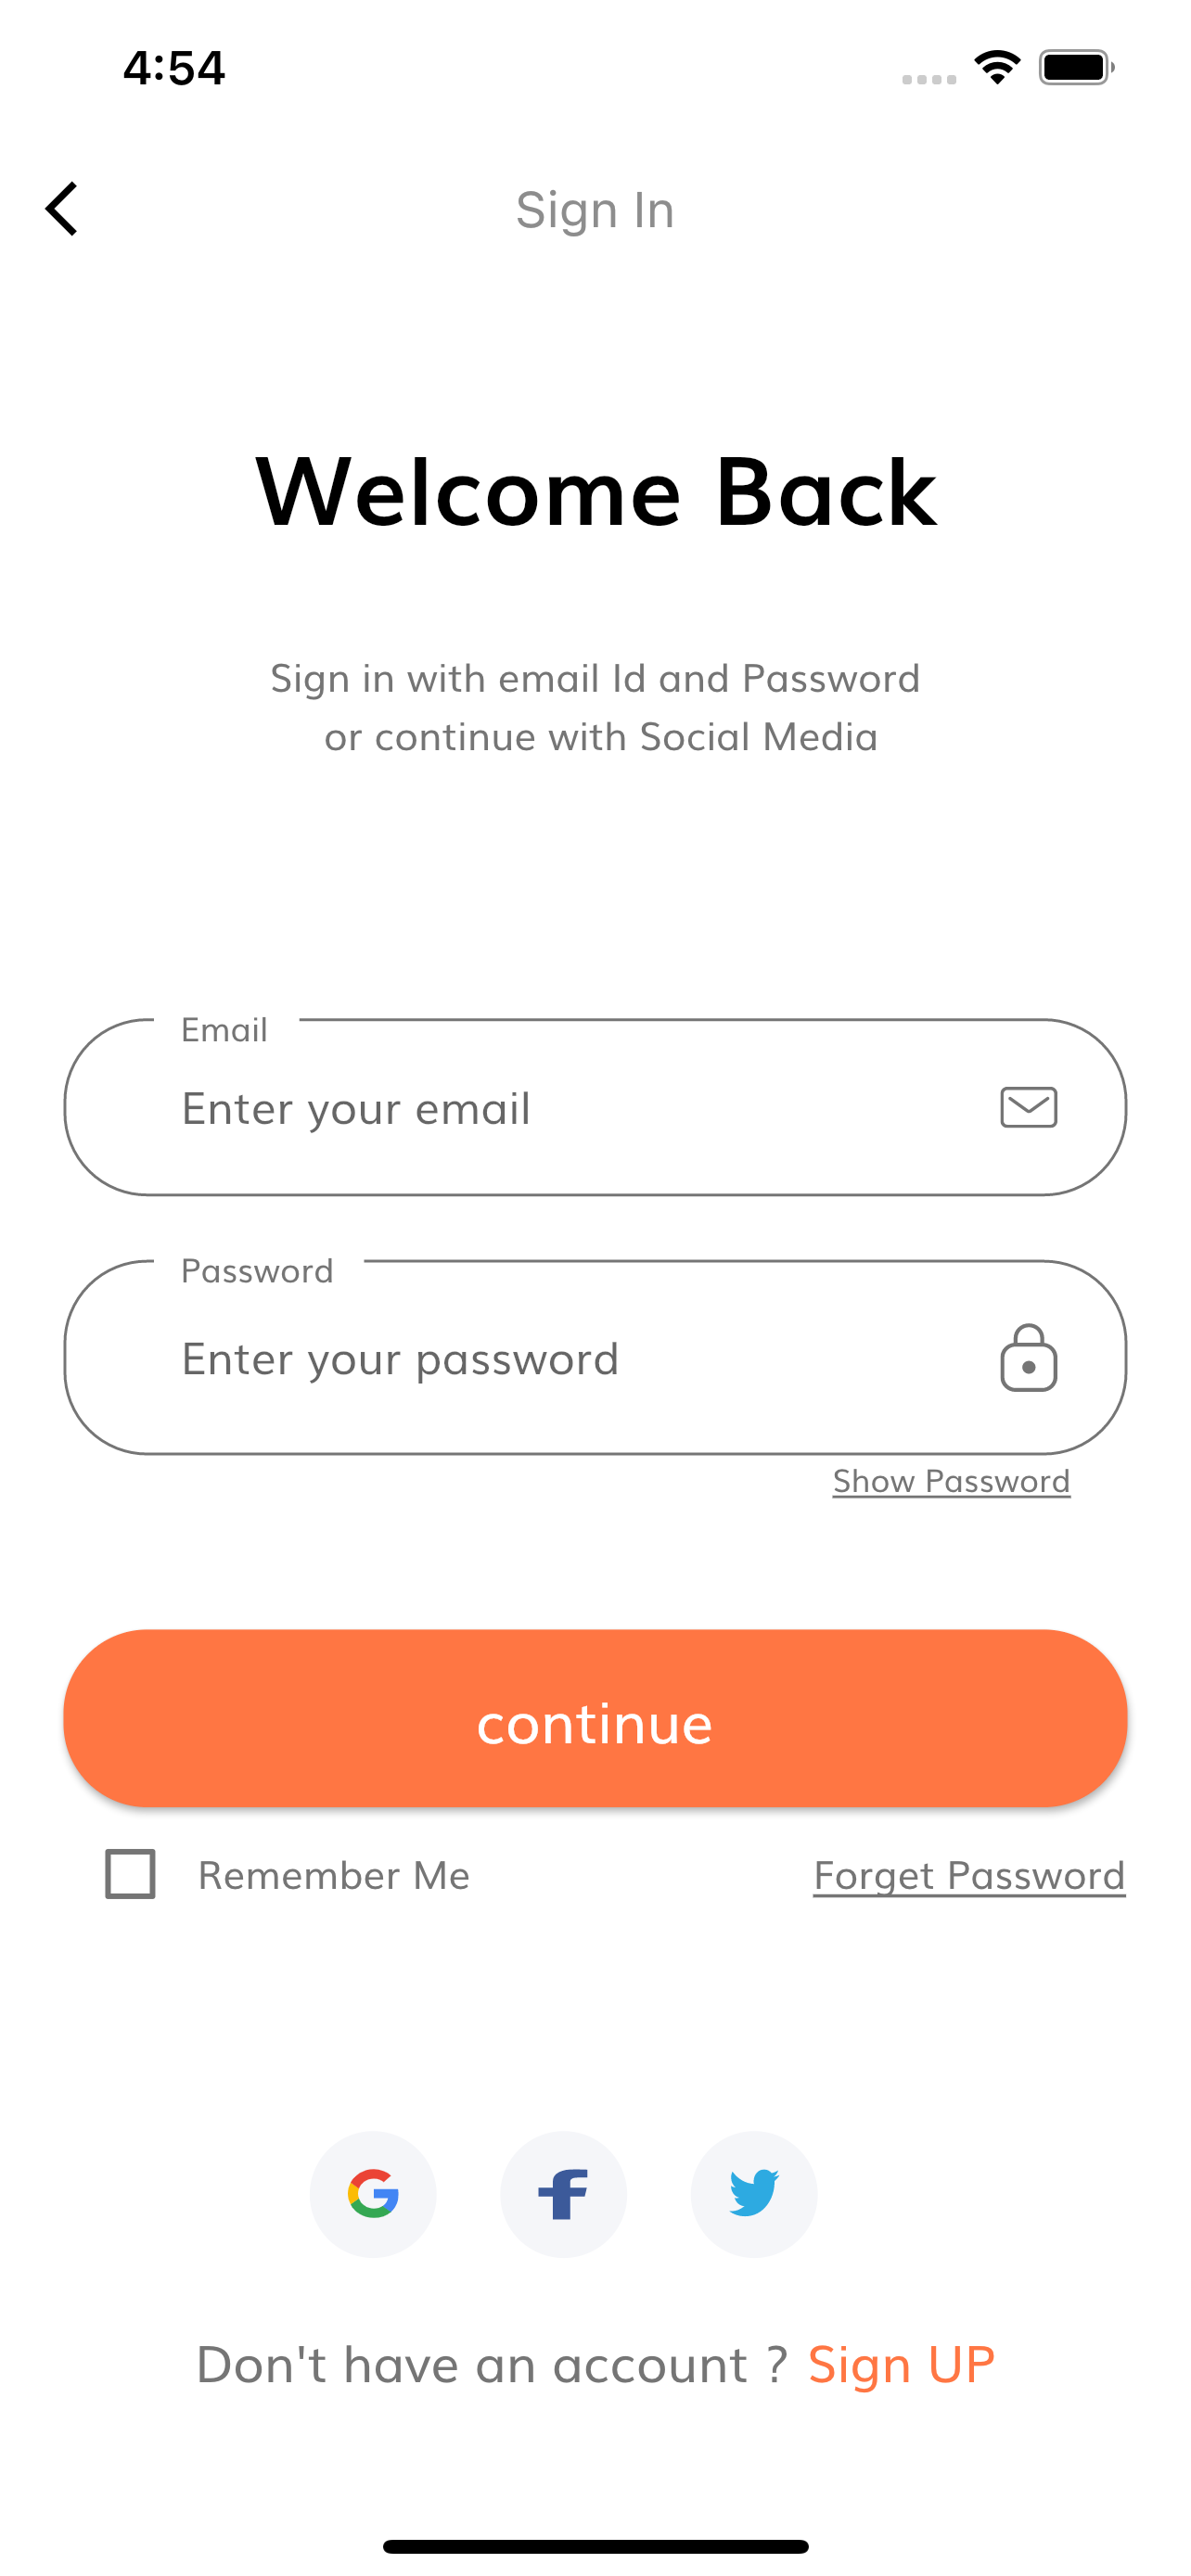 4:54
Sign In
Welcome Back
Sign in with email Id and Password
or continue with Social Media
Email
Enter your email
Password
Enter your password
Show Password
continue
Remember Me Forget Password
Don't have an account ? Sign UP